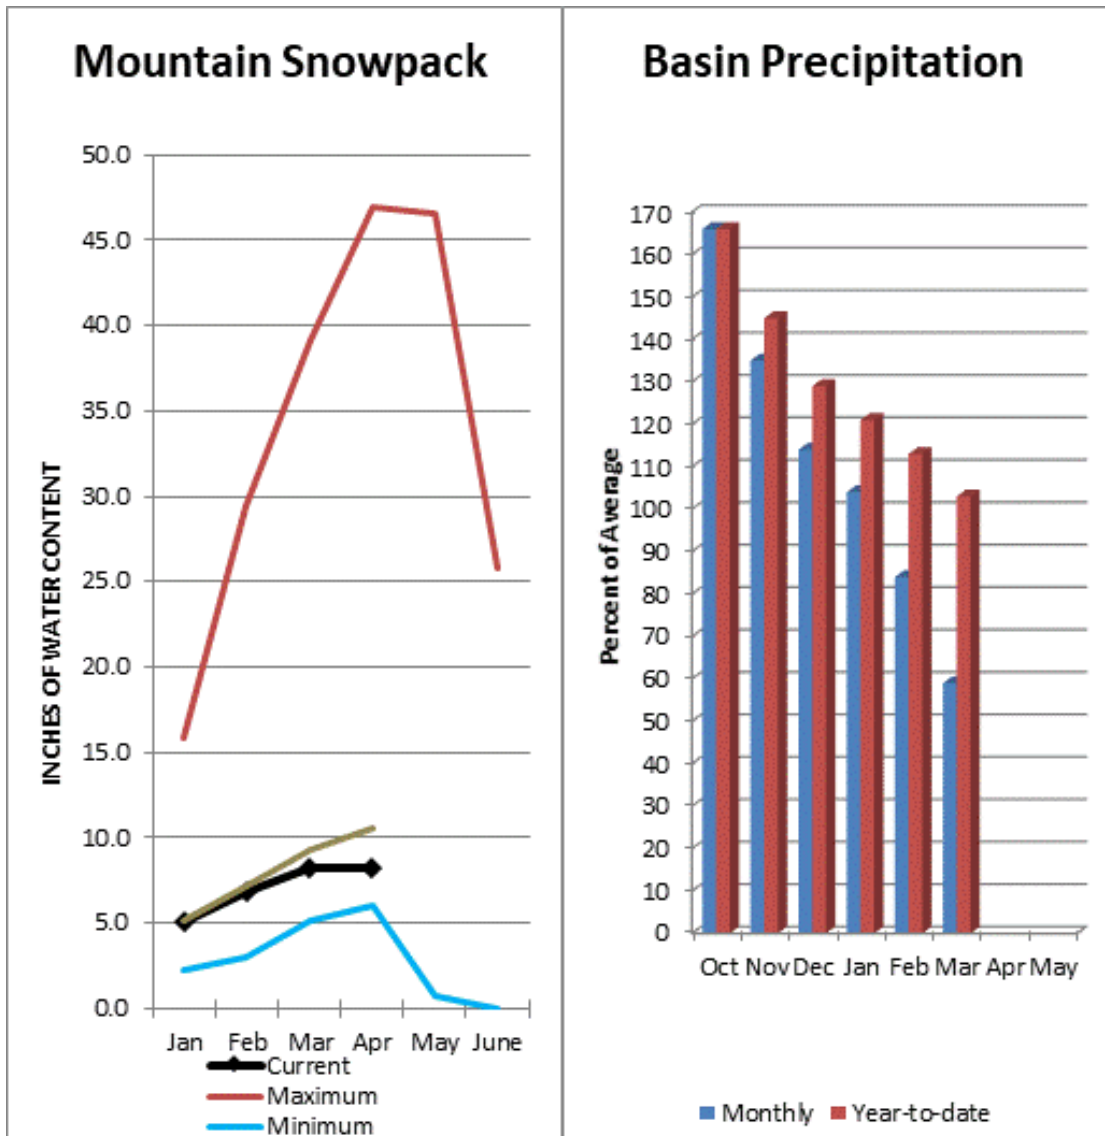 Mountain Snowpack
50.0
45.0
40.0
35.0
30.0
25.0
20.0
15.0
10.0
5.0
0.0
INCHES OF WATER CONTENT
Jan Feb Mar Apr May June
Current
Maximum
Minimum
Basin Precipitation
170
160
150
140
130
120
110
100
90
80
70
60
50
40
30
20
10
0
Percent of Average
Oct Nov Dec Jan Feb Mar Apr May
Monthly Year-to-date